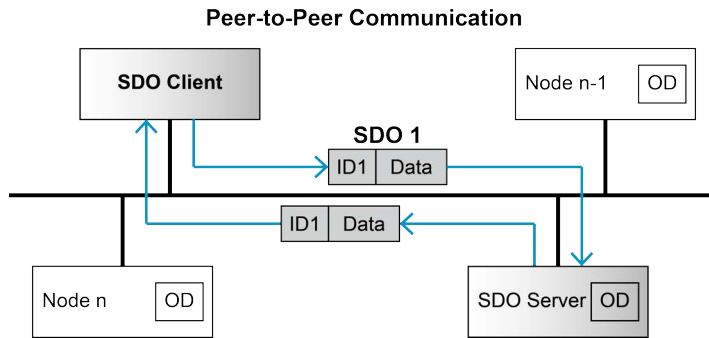 Peer-to-Peer Communication
SDO Client
Node n-1 OD
SDO 1
ID1 Data
ID1 Data
Node n OD
SDO Server OD